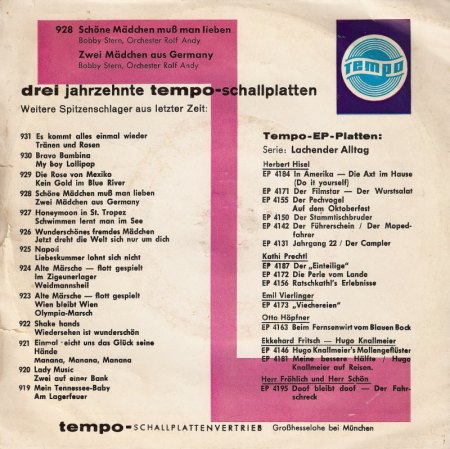 928 Schöne Mädchen muß man lieben
Bobby Stern, Orchester Rolf Andy
Zwei Mädchen aus Germany
Bobby Stern, Orchester Rolf Andy
tempo
drei jahrzehnte tempo-schallplatten
Weitere Spitzenschlager aus letzter Zeit:
931 Es kommt alles einmal wieder
Tränen und Rosen
930 Bravo Bambina
My boy Lollipop
929 Die Rose von Mexiko
Kein Gold im Blue River
928 Schöne Mädchen muß man lieben
Zwei Mädchen aus Germany
927 Honeymoon in St. Tropez
Schwimmen lernt man im See
926 Wunderschönes fremdes Mädchen
Jetzt dreht die Welt sich nur um dich
925 Napoli
Liebeskummer lohnt sich nicht
924 Alte Märsche — flott gespielt
Im Zigeunerlager
Weidmannsheil
923 Alte Märsche — flott gespielt
Wien bleibt Wien
Olympia-Marsch
922 Shake hands
Wiedersehen ist wunderschön
921 Einmal reicht uns das Glück seine
Hände
Manana, Manana, Manana
920 Lady Music
Zwei auf einer Bank
919 Mein Tennessee-Baby
Am Lagerfeuer
Tempo-EP-Platten:
Serie: Lachender Alltag
Herbert Hisel
EP 4184 In Amerika — Die Axt im Hause
(Do it yourself)
EP 4171 Der Filmstar — Der Wurstsalat
EP 4155 Der Pechvogel
Auf dem Oktoberfest
EP 4150 Der Stammtischbruder
EP 4142 Der Führerschein / Der Moped-
fahrer
EP 4131 Jahrgang 22 / Der Campler
Kathi Prechtl
EP 4187 Der „Einteilige"
EP 4172 Die Perle vom Lande
EP 4156 Ratschkathl's Erlebnisse
Emil Vierlinger
EP 4173 „Viechereien"
Otto Höpfner
EP 4163 Beim Fernsenwirt vom Blauen Bock
Ekkehard Fritsch — Hugo Knallmeier
EP 4146 Hugo Knallmeier's Mollengeflüster
EP 4181 Meine bessere Hälfte / Hugo
Knallmeier auf Reisen.
Herr Fröhlich und Herr Schön
EP 4195 Doof bleibt doof — Der Fahr-
schreck
tempo-SCHALLPLATTENVERTRIEB Großhesselohe bei München